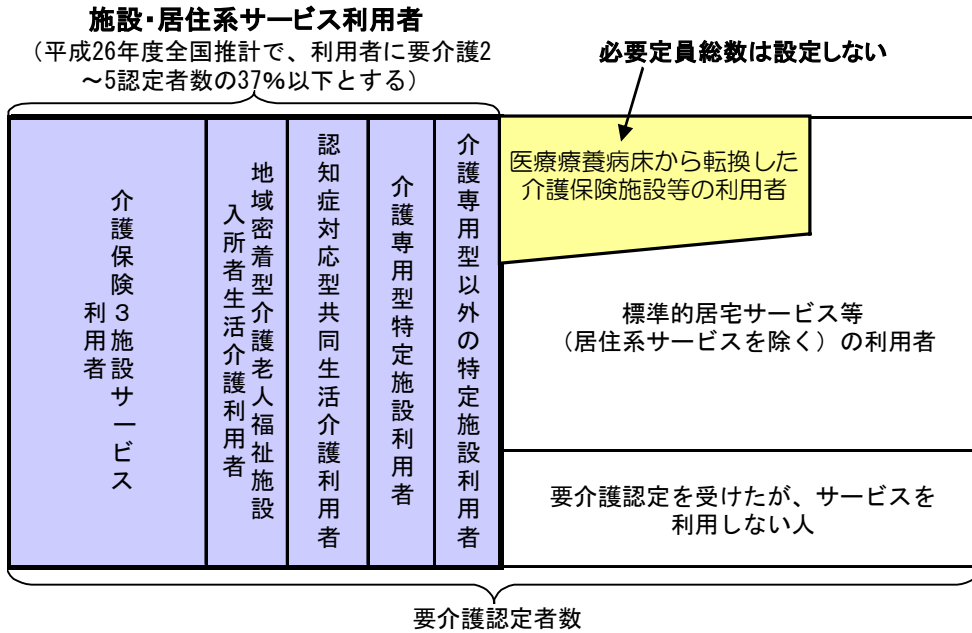 施設・居住系サービス利用者
（平成26年度全国推計で、利用者に要介護2
～5認定者数の37%以下とする）
必要定員総数は設定しない
介護保険３施設サービス
利用者
地域密着型介護老人福祉施設
入所者生活介護利用者
認知症対応型共同生活介護利用者
介護専用型特定施設利用者
介護専用型以外の特定施設利用者
医療療養病床から転換した
介護保険施設等の利用者
標準的居宅サービス等
（居住系サービスを除く）の利用者
要介護認定を受けたが、サービスを
利用しない人
要介護認定者数